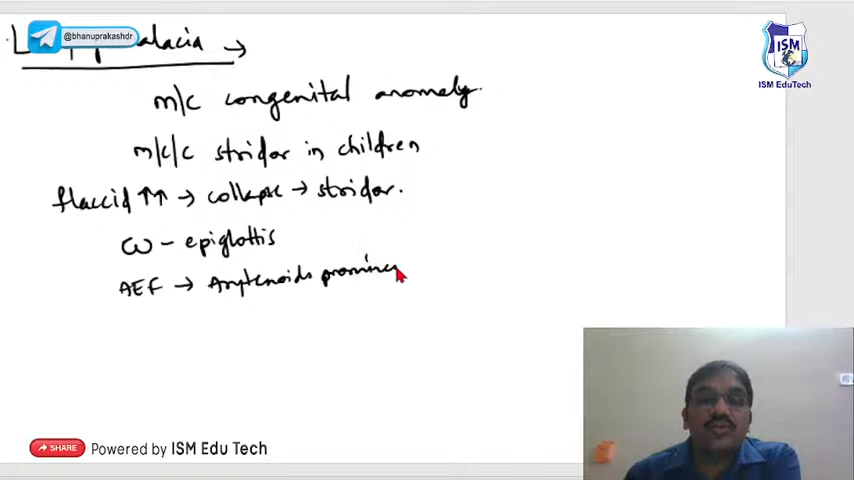 @bhanuprakashdr
ISM
ISM EduTech
m/c congenital anomaly.
m/c/c stridor in children
flaccid ↑↑ → collapse → stridor.
ω - epiglottis
AEF → Arytenoids prominen
SHARE
Powered by ISM Edu Tech